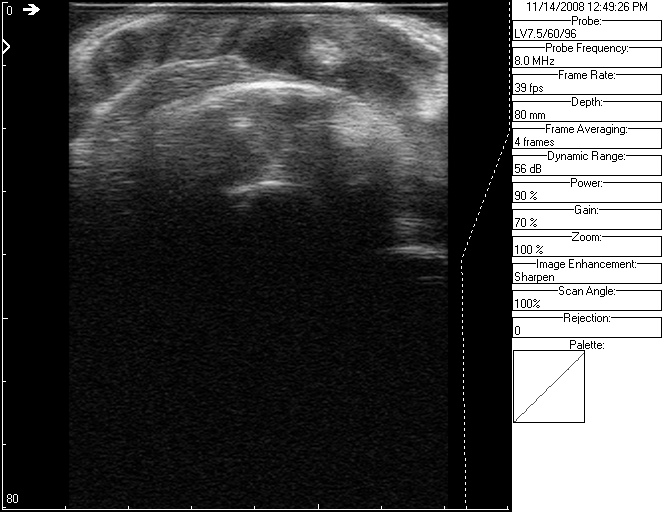 0
80
11/14/2008 12:49:26 PM
Probe:
LV7.5/60/96
Probe Frequency:
8.0 MHz
Frame Rate:
39 fps
Depth:
80 mm
Frame Averaging:
4 frames
Dynamic Range:
56 dB
Power:
90 %
Gain:
70 %
Zoom:
100 %
Image Enhancement:
Sharpen
Scan Angle:
100%
Rejection:
0
Palette: